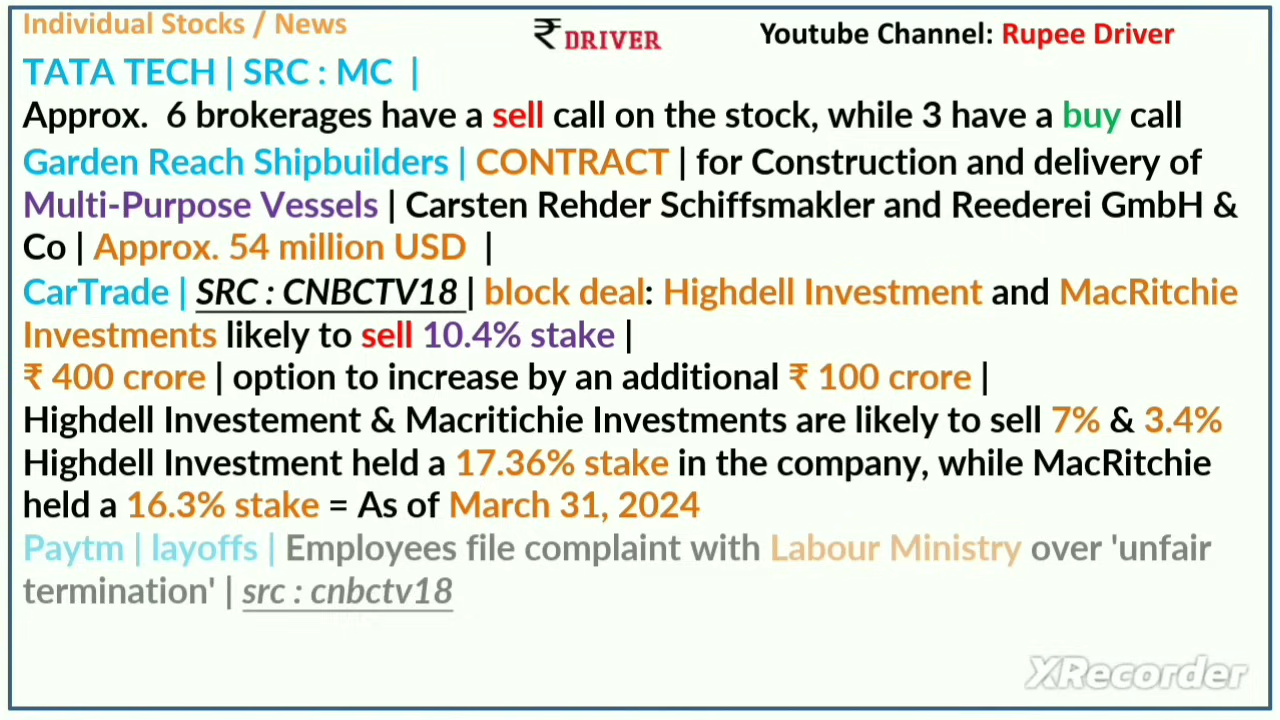 Individual Stocks / News
₹ DRIVER
Youtube Channel: Rupee Driver
TATA TECH | SRC : MC |
Approx. 6 brokerages have a sell call on the stock, while 3 have a buy call
Garden Reach Shipbuilders | CONTRACT | for Construction and delivery of
Multi-Purpose Vessels | Carsten Rehder Schiffsmakler and Reederei GmbH &
Co | Approx. 54 million USD |
CarTrade | SRC : CNBCTV18 | block deal: Highdell Investment and MacRitchie
Investments likely to sell 10.4% stake |
₹ 400 crore | option to increase by an additional ₹ 100 crore |
Highdell Investement & Macritichie Investments are likely to sell 7% & 3.4%
Highdell Investment held a 17.36% stake in the company, while MacRitchie
held a 16.3% stake = As of March 31, 2024
Paytm | layoffs | Employees file complaint with Labour Ministry over 'unfair
termination' | src : cnbctv18
XRecorder